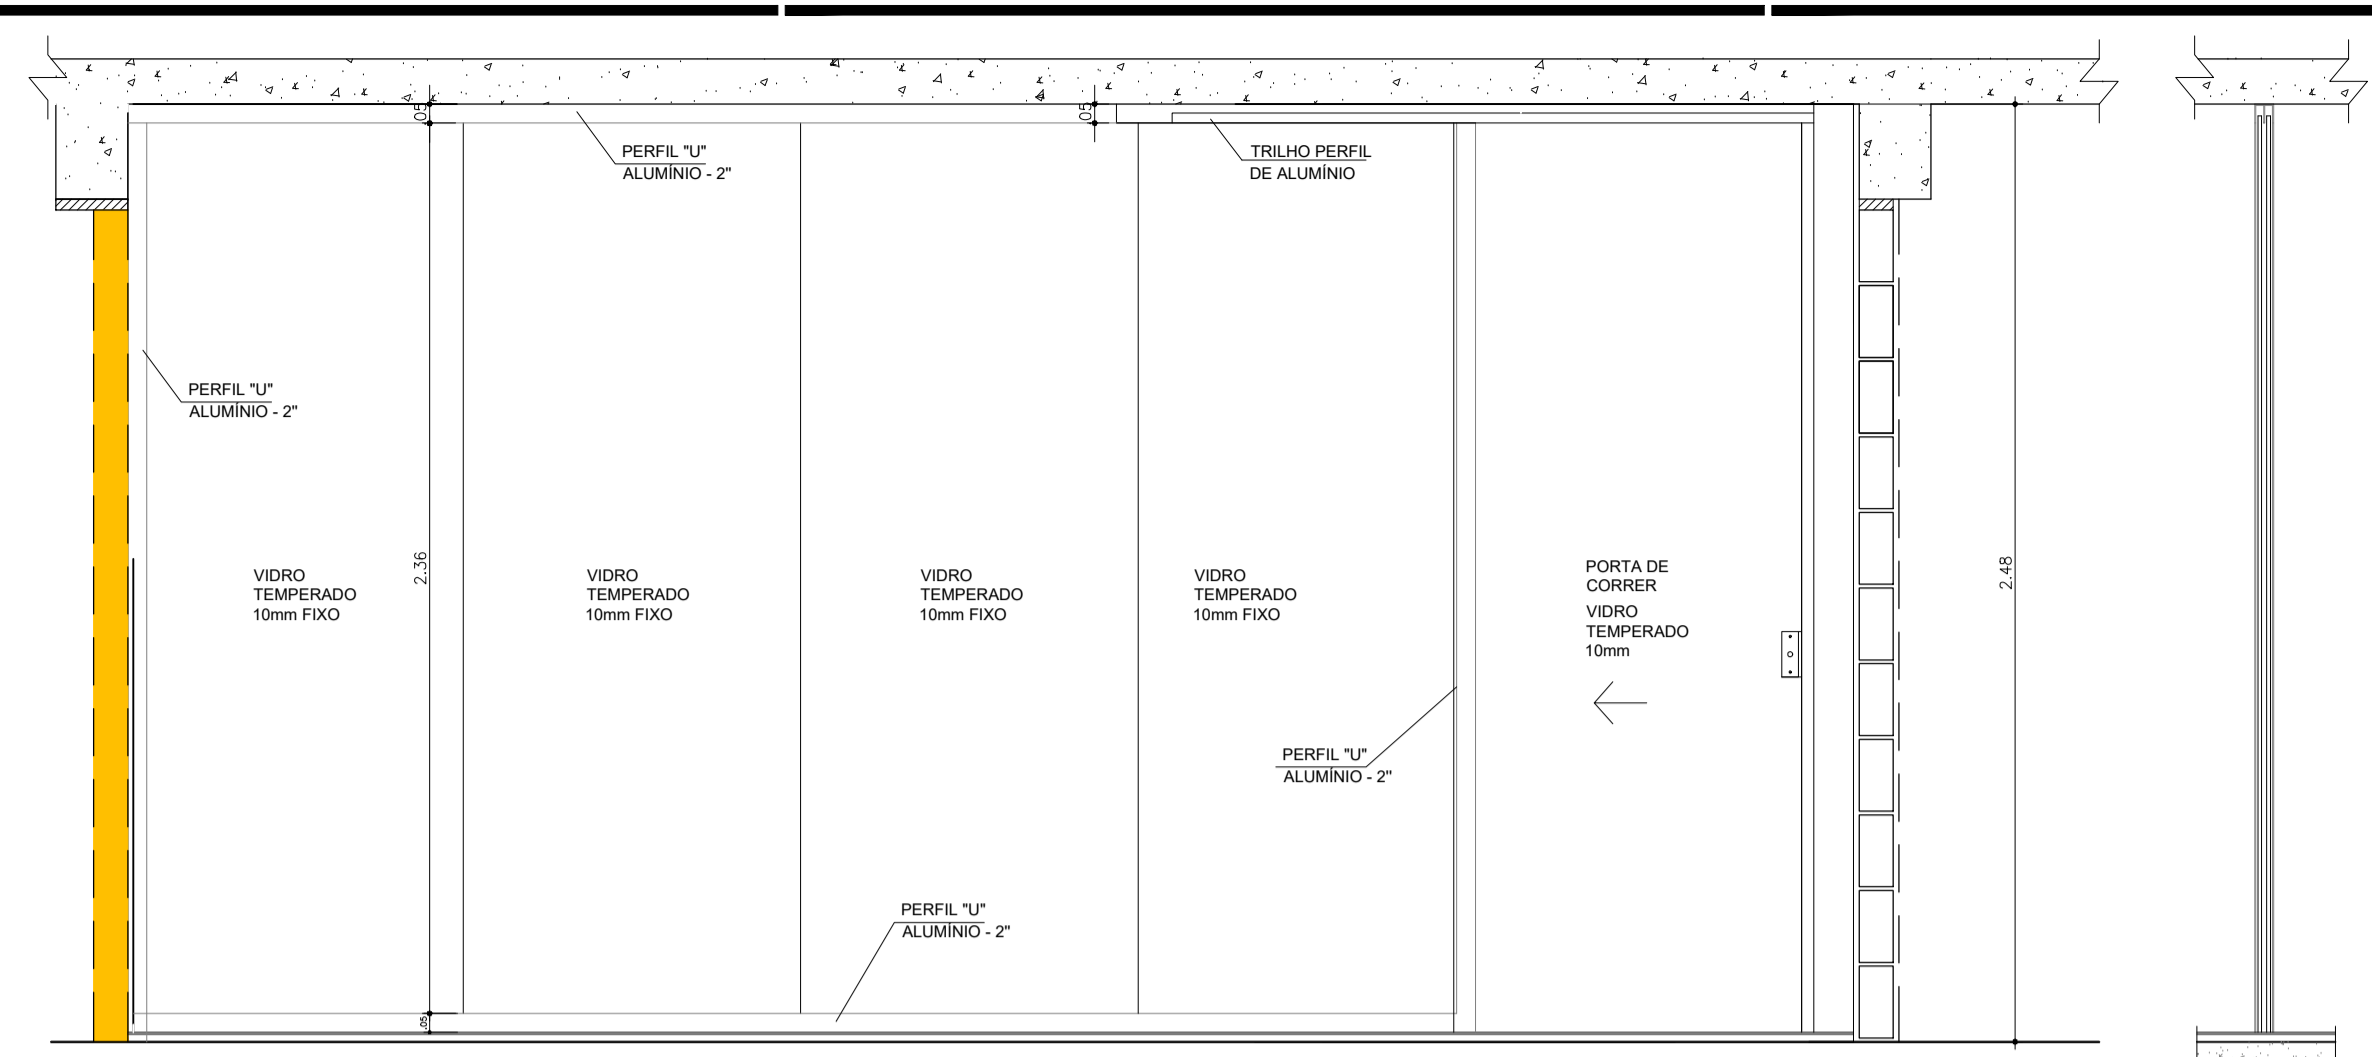 .05
.05
PERFIL "U"
ALUMÍNIO - 2"
TRILHO PERFIL
DE ALUMÍNIO
PERFIL "U"
ALUMÍNIO - 2"
2.36
VIDRO
TEMPERADO
10mm FIXO
VIDRO
TEMPERADO
10mm FIXO
VIDRO
TEMPERADO
10mm FIXO
VIDRO
TEMPERADO
10mm FIXO
PORTA DE
CORRER
VIDRO
TEMPERADO
10mm
2.48
PERFIL "U"
ALUMÍNIO - 2"
PERFIL "U"
ALUMÍNIO - 2"
.05